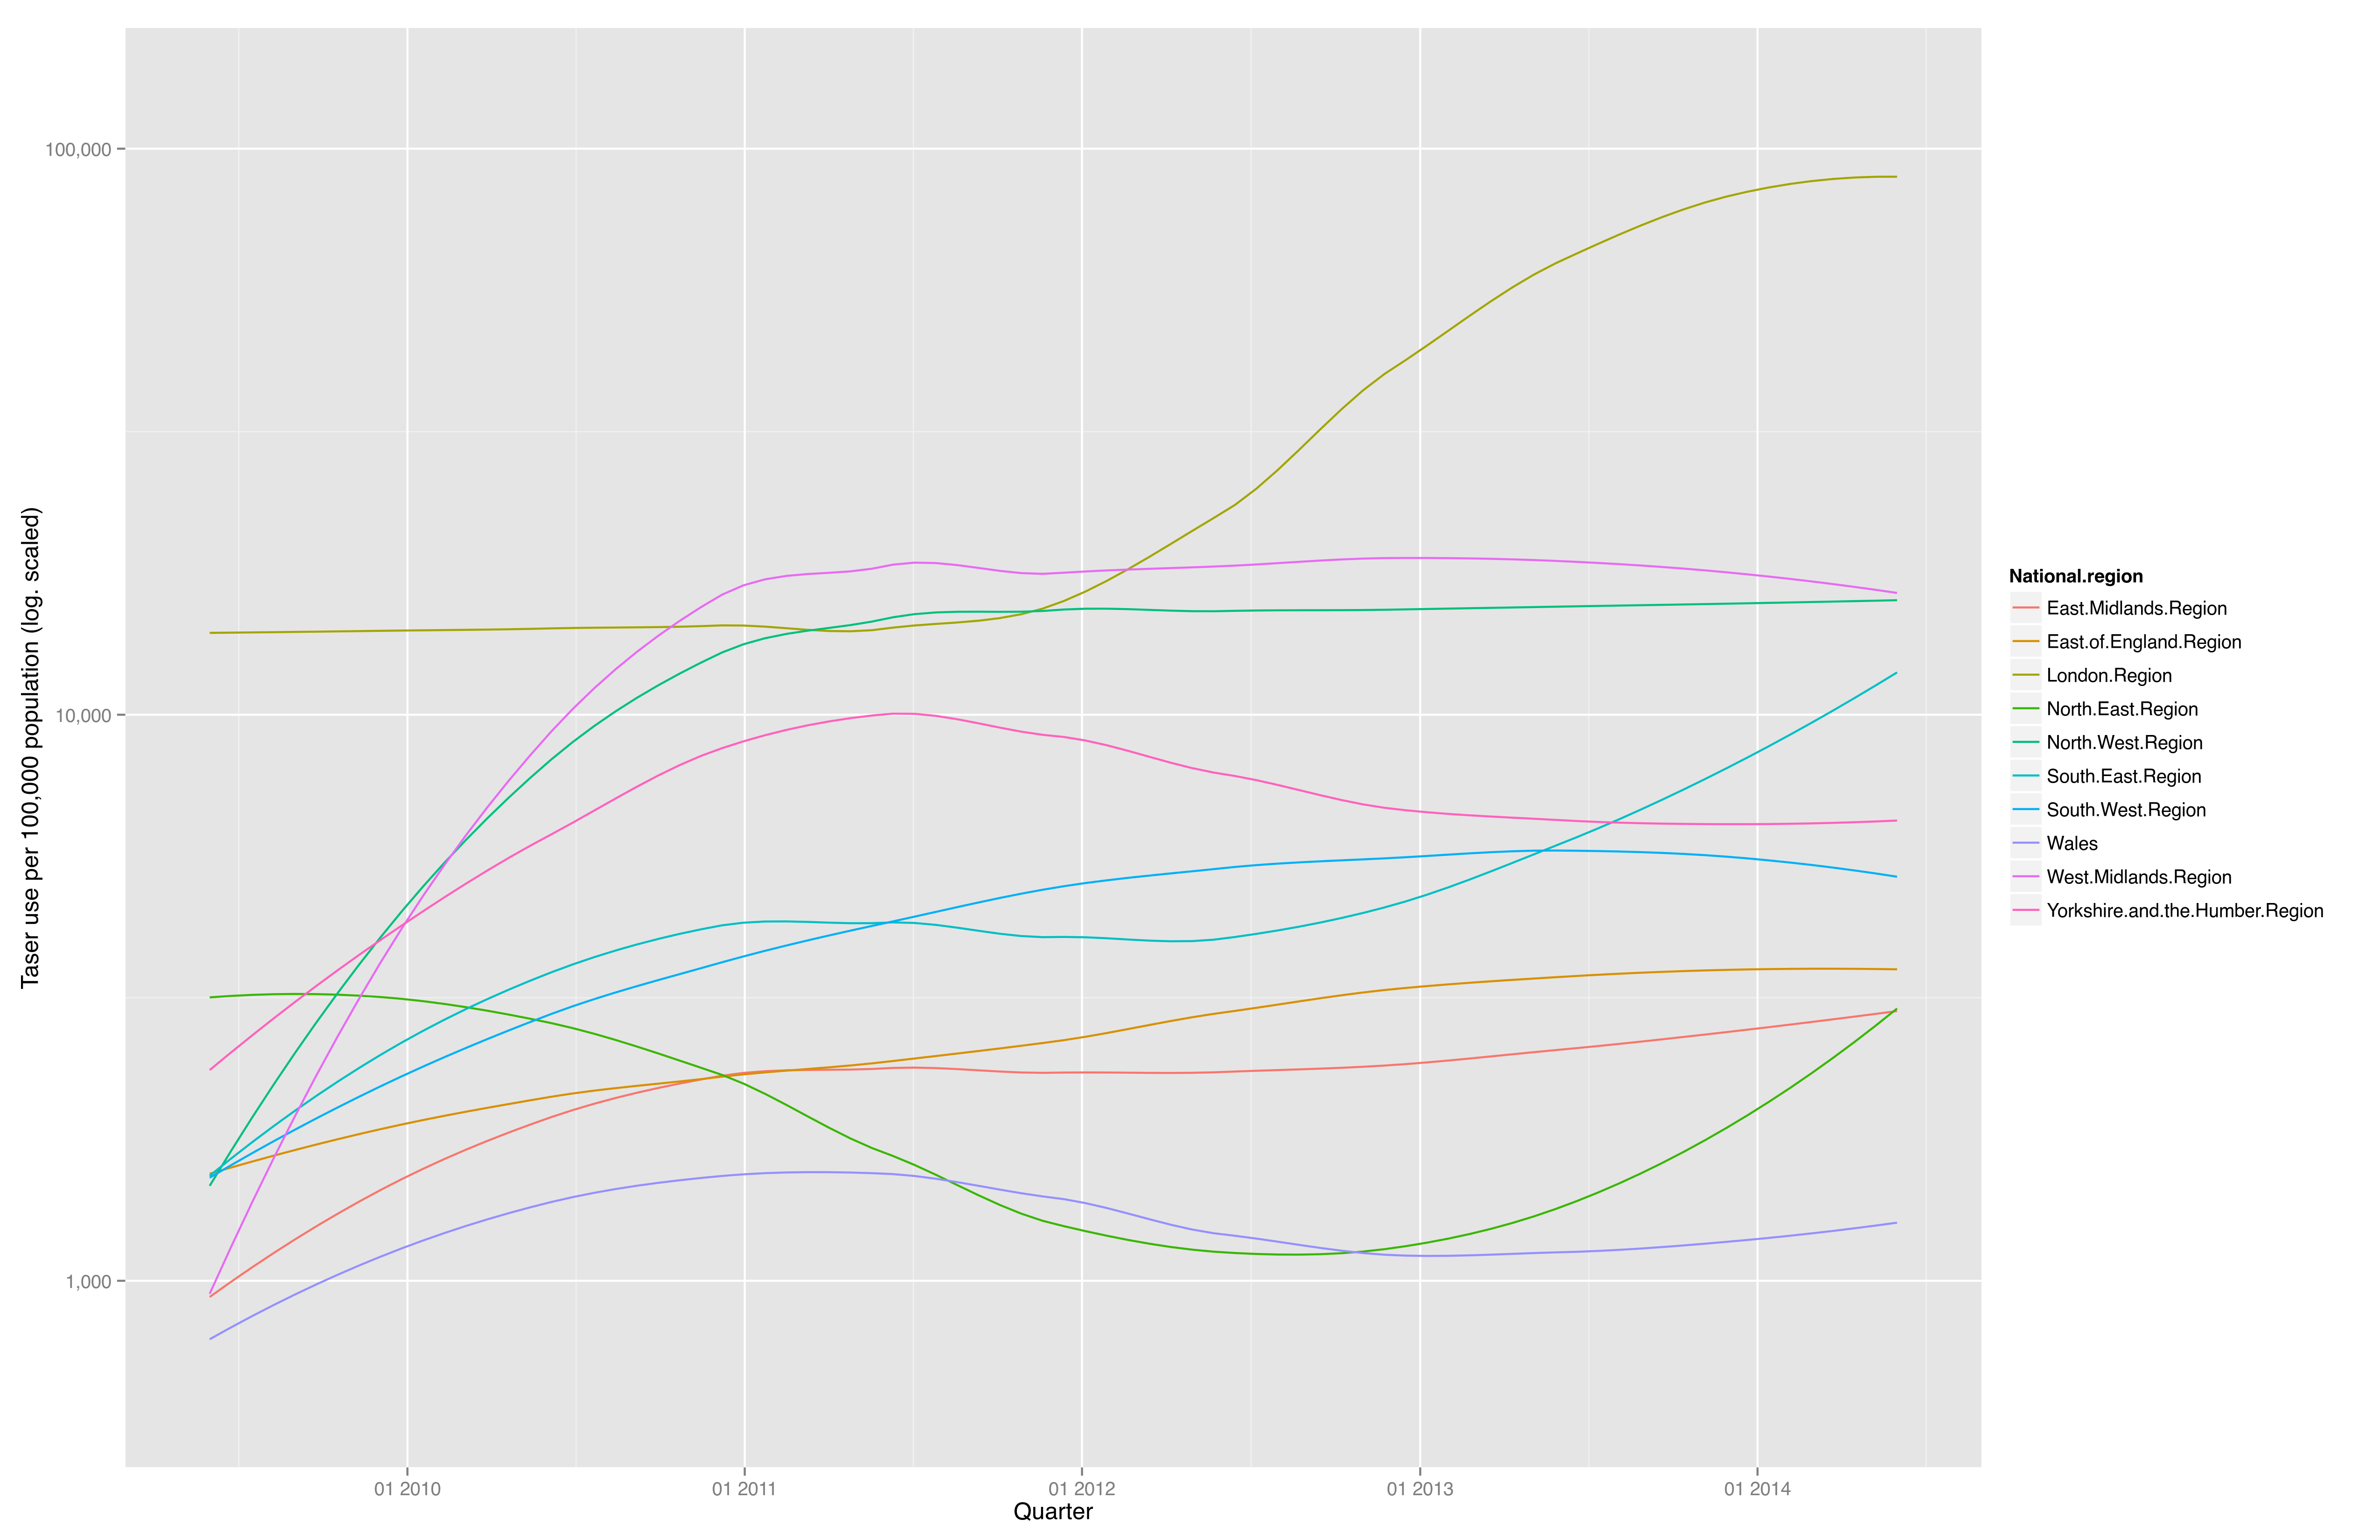 Taser use per 100,000 population (log. scaled)
100,000
10,000
1,000
01 2010
01 2011
01 2012
01 2013
01 2014
Quarter
National.region
East.Midlands.Region
East.of.England.Region
London.Region
North.East.Region
North.West.Region
South.East.Region
South.West.Region
Wales
West.Midlands.Region
Yorkshire.and.the.Humber.Region